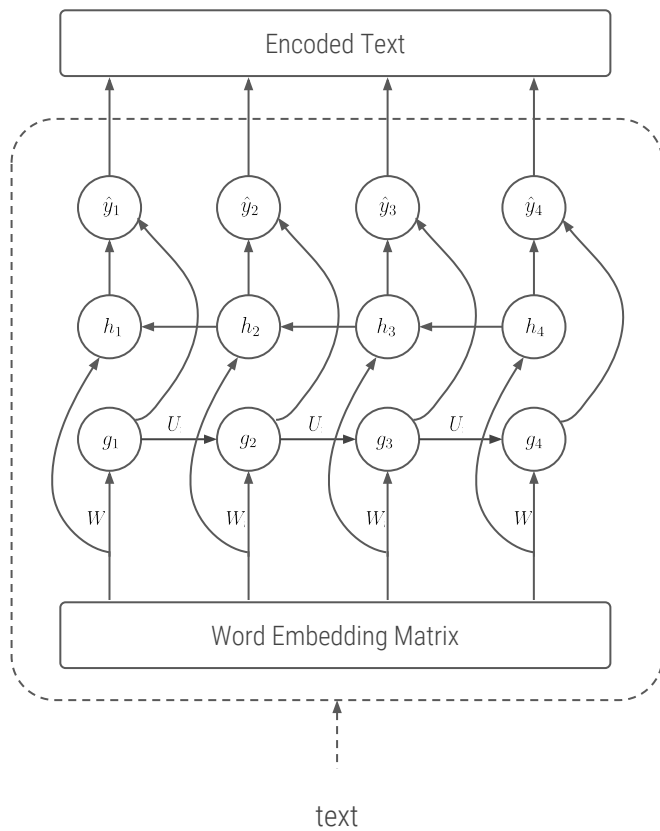 Encoded Text
ŷ₁ ŷ₂ ŷ₃ ŷ₄
h₁ h₂ h₃ h₄
U U U
g₁ g₂ g₃ g₄
W W W W
Word Embedding Matrix
text